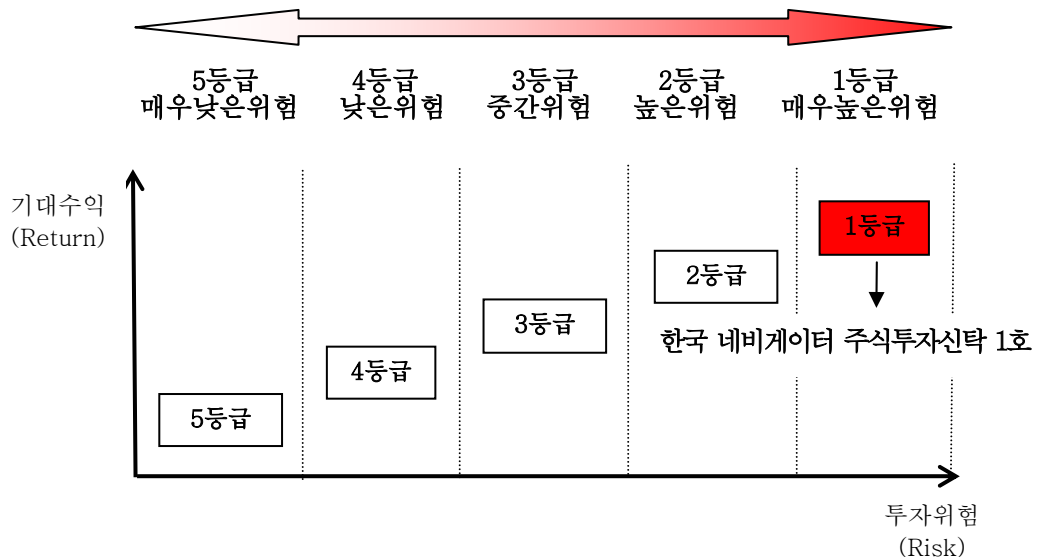 5등급 4등급 3등급 2등급 1등급
매우낮은위험 낮은위험 중간위험 높은위험 매우높은위험
기대수익
(Return)
1등급
2등급
3등급
한국 네비게이터 주식투자신탁 1호
4등급
5등급
투자위험
(Risk)